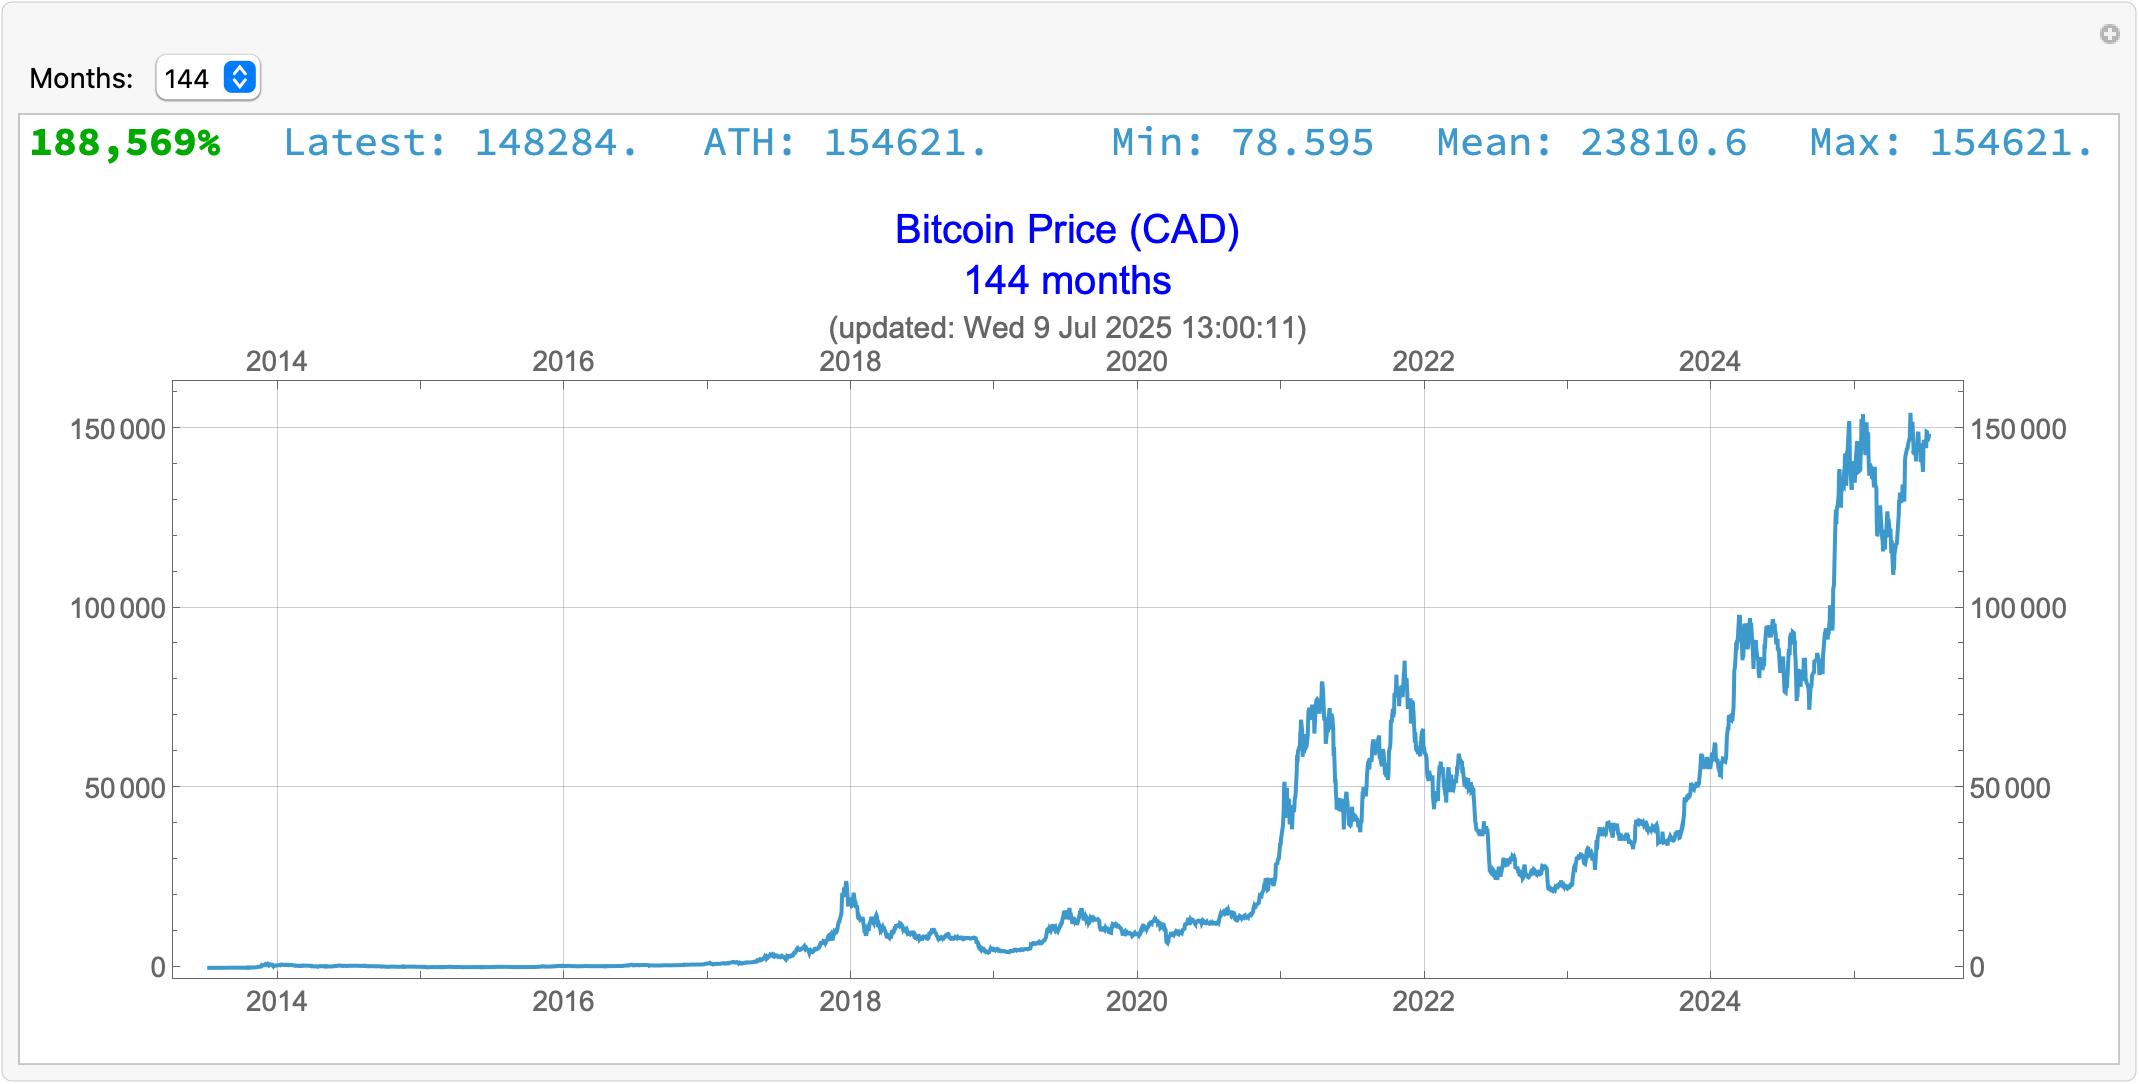 Months: 144
188,569% Latest: 148284. ATH: 154621. Min: 78.595 Mean: 23810.6 Max: 154621.
Bitcoin Price (CAD)
144 months
(updated: Wed 9 Jul 2025 13:00:11)
2014 2016 2018 2020 2022 2024
150 000 150 000
100 000 100 000
50 000 50 000
0 0
2014 2016 2018 2020 2022 2024